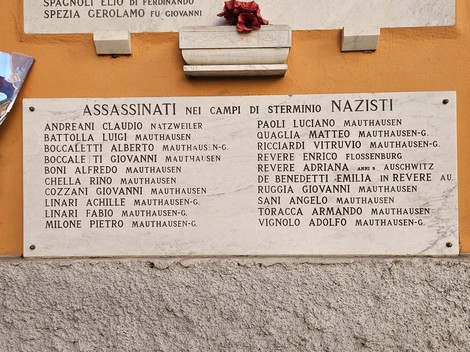 SPAGNOLI ELIO DI FERDINANDO
SPEZIA GEROLAMO FU GIOVANNI
ASSASSINATI NEI CAMPI DI STERMINIO NAZISTI
ANDREANI CLAUDIO NATZWEILER
BATTOLLA LUIGI MAUTHAUSEN
BOCCALETTI ALBERTO MAUTHAUSEN-G.
BOCCALETI GIOVANNI MAUTHAUSEN
BONI ALFREDO MAUTHAUSEN
CHELLA RINO MAUTHAUSEN
COZZANI GIOVANNI MAUTHAUSEN
LINARI ACHILLE MAUTHAUSEN-G.
LINARI FABIO MAUTHAUSEN-G.
MILONE PIETRO MAUTHAUSEN-G.
PAOLI LUCIANO MAUTHAUSEN
QUAGLIA MATTEO MAUTHAUSEN-G.
RICCIARDI VITRUVIO MAUTHAUSEN-G.
REVERE ENRICO FLOSSENBURG
REVERE ADRIANA ANNI 9 AUSCHWITZ
DE BENEDETTI EMILIA IN REVERE AU.
RUGGIA GIOVANNI MAUTHAUSEN
SANI ANGELO MAUTHAUSEN
TORACCA ARMANDO MAUTHAUSEN
VIGNOLO ADOLFO MAUTHAUSEN-G.